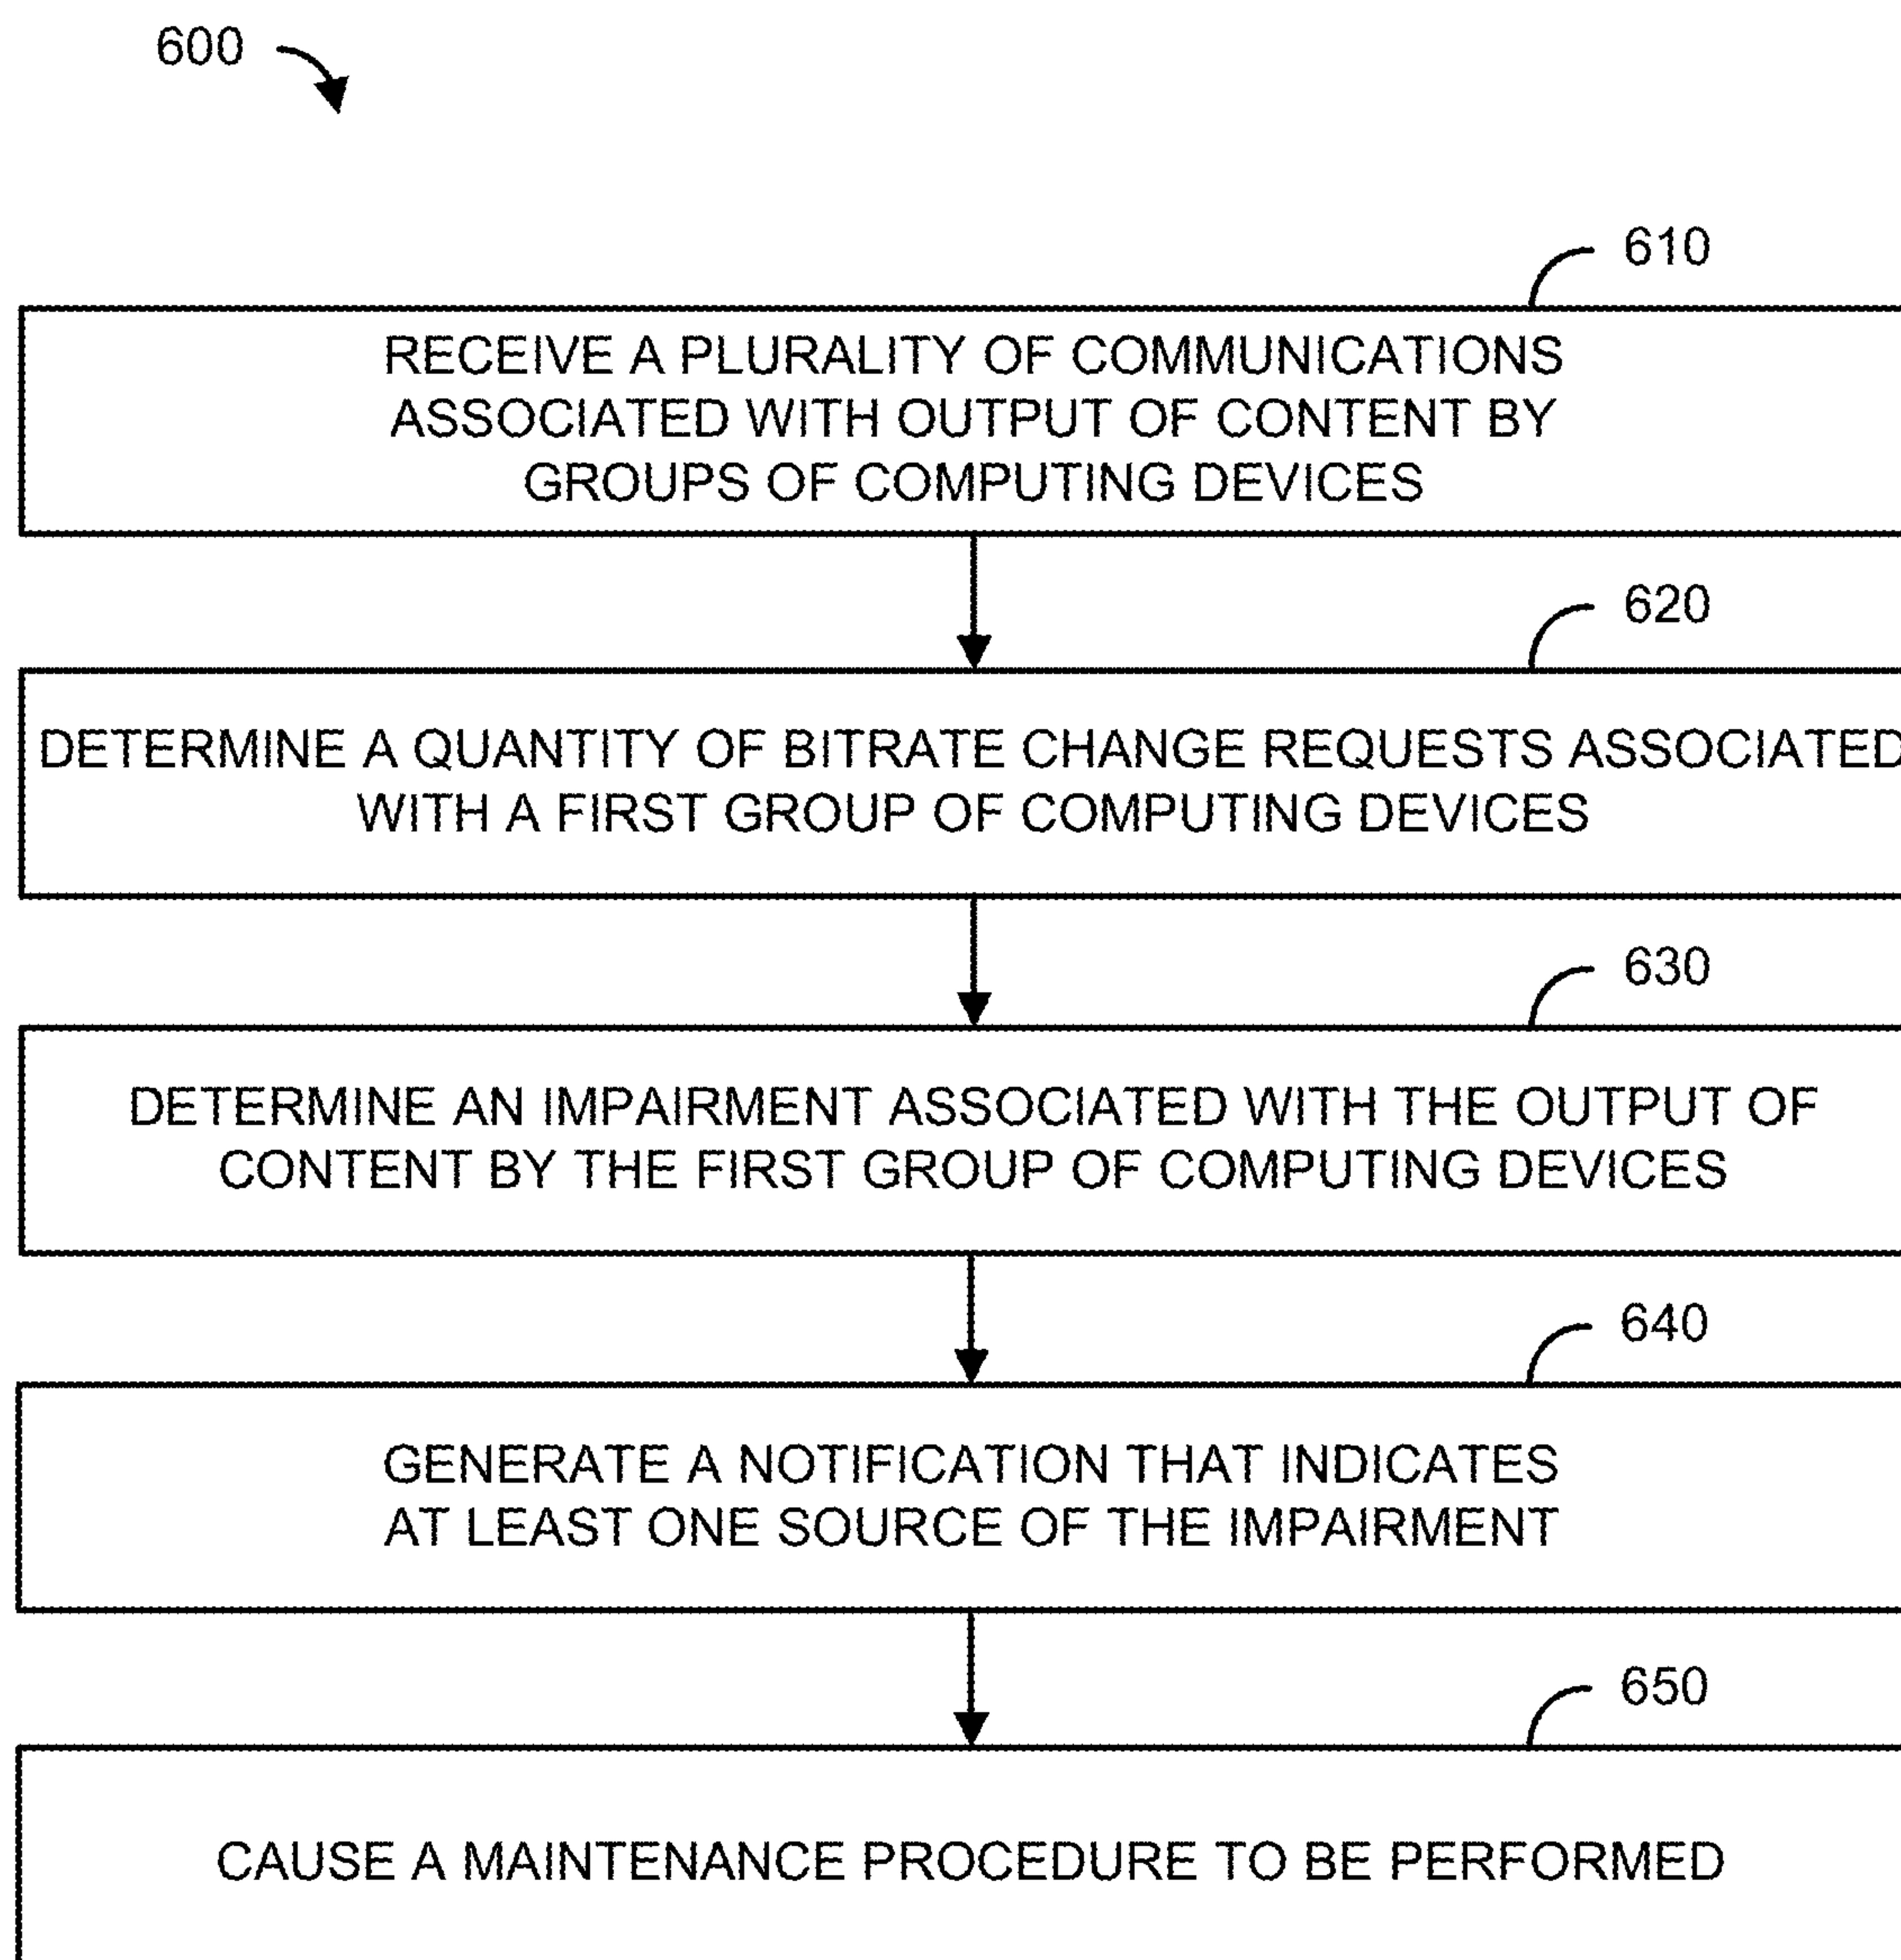 600
610
RECEIVE A PLURALITY OF COMMUNICATIONS
ASSOCIATED WITH OUTPUT OF CONTENT BY
GROUPS OF COMPUTING DEVICES
620
DETERMINE A QUANTITY OF BITRATE CHANGE REQUESTS ASSOCIATED
WITH A FIRST GROUP OF COMPUTING DEVICES
630
DETERMINE AN IMPAIRMENT ASSOCIATED WITH THE OUTPUT OF
CONTENT BY THE FIRST GROUP OF COMPUTING DEVICES
640
GENERATE A NOTIFICATION THAT INDICATES
AT LEAST ONE SOURCE OF THE IMPAIRMENT
650
CAUSE A MAINTENANCE PROCEDURE TO BE PERFORMED